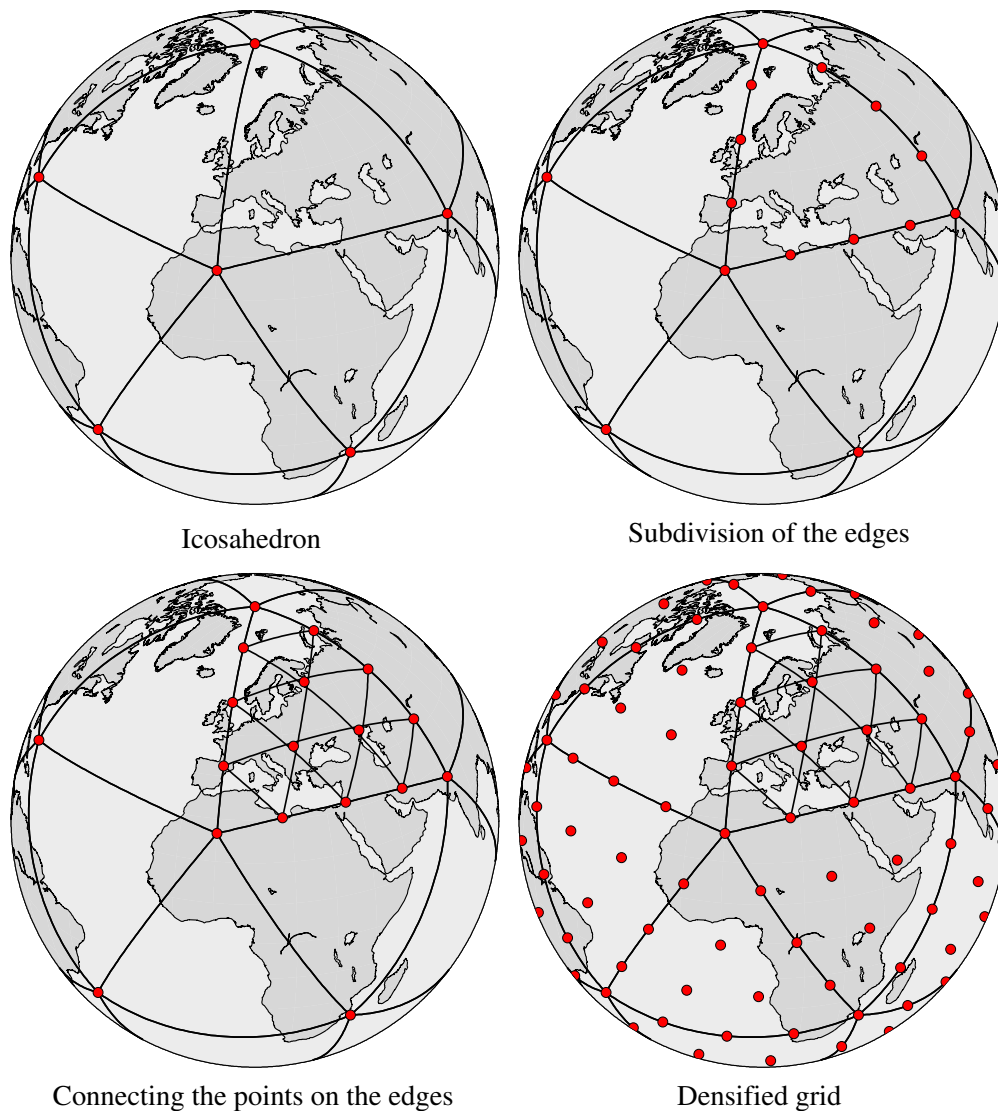 Icosahedron
Subdivision of the edges
Connecting the points on the edges
Densified grid